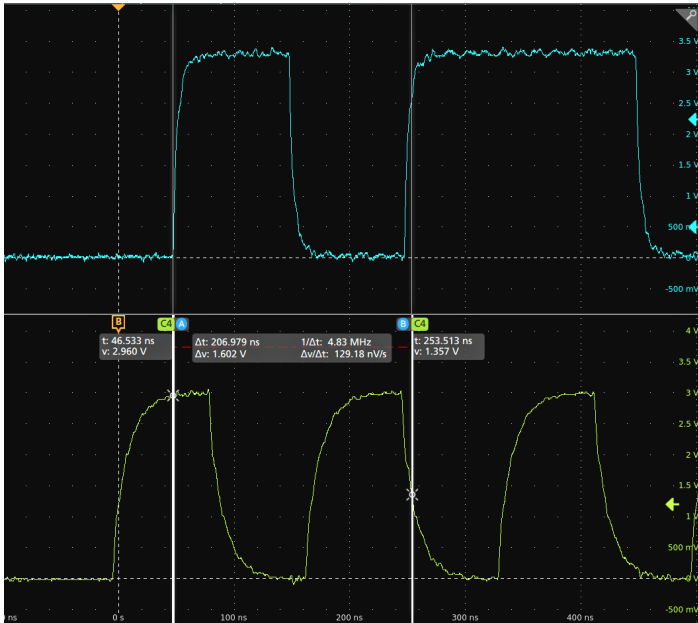 3.5 V
3 V
2.5 V
2 V
1.5 V
500 m
0
-500 mV
B
C4 A
B C4
4 V
t: 46.533 ns
v: 2.960 V
Δt: 206.979 ns 1/Δt: 4.83 MHz
Δv: 1.602 V Δv/Δt: 129.18 nV/s
t: 253.513 ns
v: 1.357 V
3.5 V
3 V
2.5 V
2 V
1.5 V
1 V
500 mV
0 V
-500 mV
ns 0 s 100 ns 200 ns 300 ns 400 ns